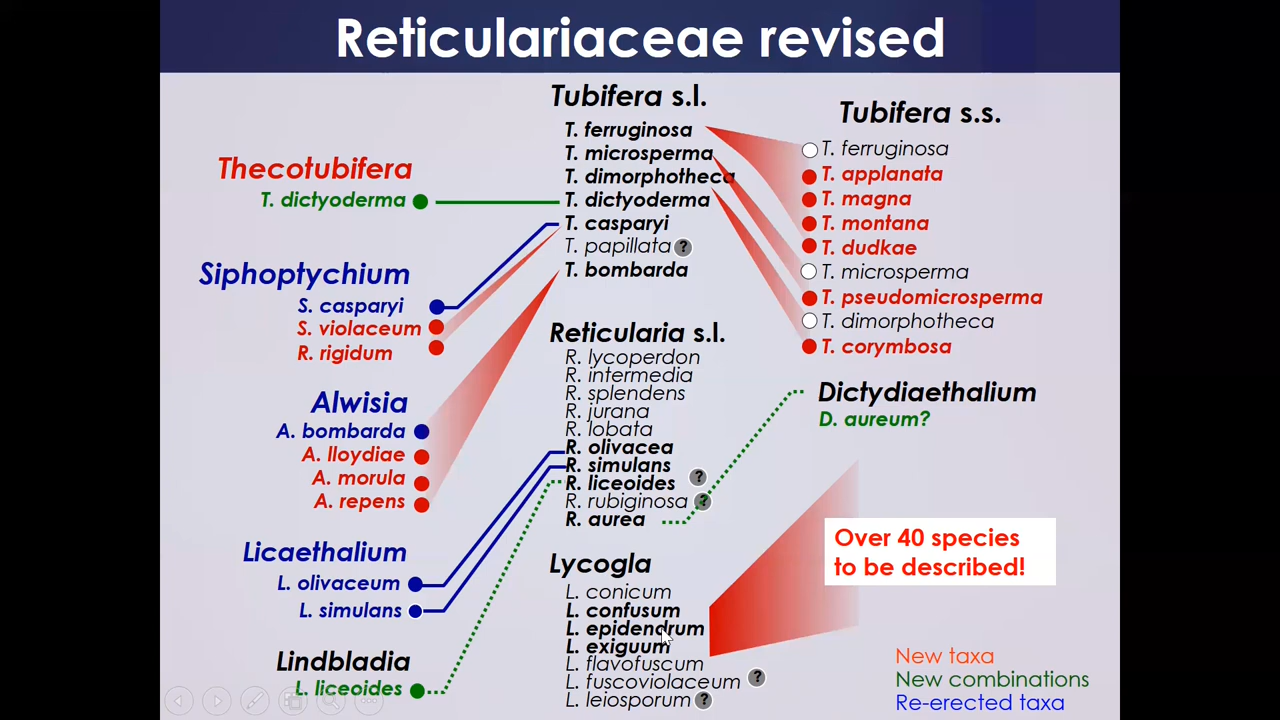 Reticulariaceae revised
Thecotubifera
T. dictyoderma
Siphoptychium
S. casparyi
S. violaceum
R. rigidum
Alwisia
A. bombarda
A. lloydiae
A. morula
A. repens
Licaethalium
L. olivaceum
L. simulans
Lindbladia
L. liceoides
Tubifera s.l.
T. ferruginosa
T. microsperma
T. dimorphotheca
T. dictyoderma
T. casparyi
T. papillata ?
T. bombarda
Reticularia s.l.
R. lycoperdon
R. intermedia
R. splendens
R. jurana
R. lobata
R. olivacea
R. simulans
R. liceoides ?
R. rubiginosa ?
R. aurea
Lycogla
L. conicum
L. confusum
L. epidendrum
L. exiguum
L. flavofuscum
L. fuscoviolaceum ?
L. leiosporum ?
Tubifera s.s.
T. ferruginosa
T. applanata
T. magna
T. montana
T. dudkae
T. microsperma
T. pseudomicrosperma
T. dimorphotheca
T. corymbosa
Dictydiaethalium
D. aureum?
Over 40 species
to be described!
New taxa
New combinations
Re-erected taxa